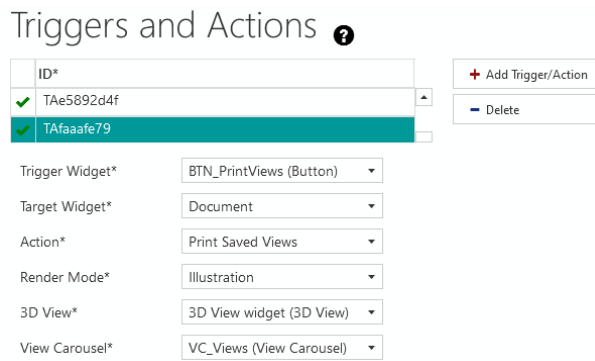 Triggers and Actions ?
ID*
Add Trigger/Action
TAe5892d4f
Delete
TAfaaafe79
Trigger Widget* BTN_PrintViews (Button)
Target Widget* Document
Action* Print Saved Views
Render Mode* Illustration
3D View* 3D View widget (3D View)
View Carousel* VC_Views (View Carousel)